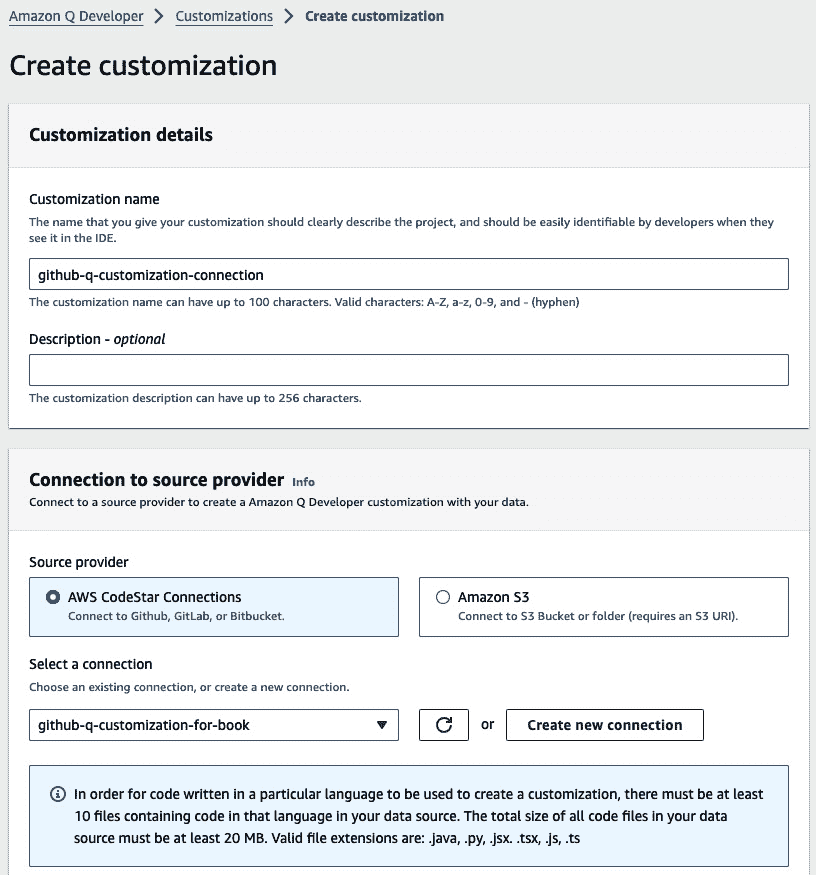 Amazon Q Developer > Customizations > Create customization
Create customization
Customization details
Customization name
The name that you give your customization should clearly describe the project, and should be easily identifiable by developers when they
see it in the IDE.
github-q-customization-connection
The customization name can have up to 100 characters. Valid characters: A-Z, a-z, 0-9, and - (hyphen)
Description - optional
The customization description can have up to 256 characters.
Connection to source provider Info
Connect to a source provider to create a Amazon Q Developer customization with your data.
Source provider
AWS CodeStar Connections
Connect to Github, GitLab, or Bitbucket.
Amazon S3
Connect to S3 Bucket or folder (requires an S3 URI).
Select a connection
Choose an existing connection, or create a new connection.
github-q-customization-for-book
or
Create new connection
In order for code written in a particular language to be used to create a customization, there must be at least
10 files containing code in that language in your data source. The total size of all code files in your data
source must be at least 20 MB. Valid file extensions are: .java, .py, .jsx. .tsx, .js, .ts